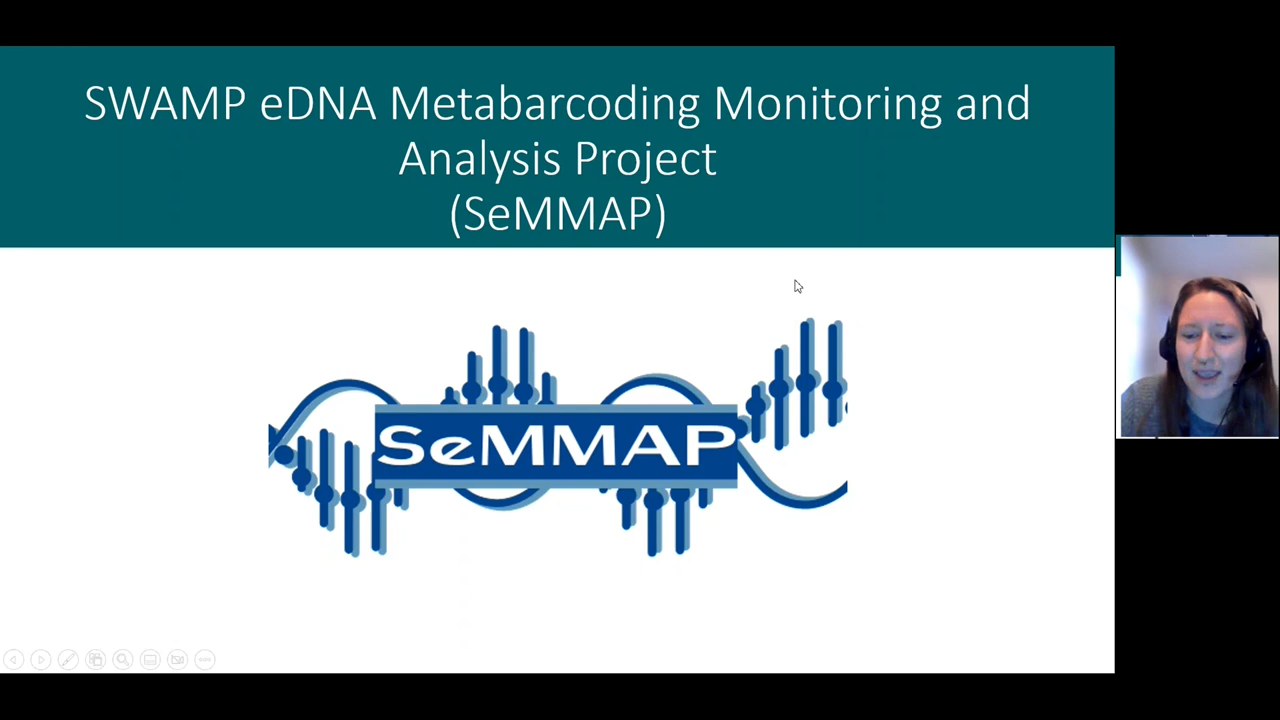 SWAMP eDNA Metabarcoding Monitoring and
Analysis Project
(SeMMAP)
SeMMAP